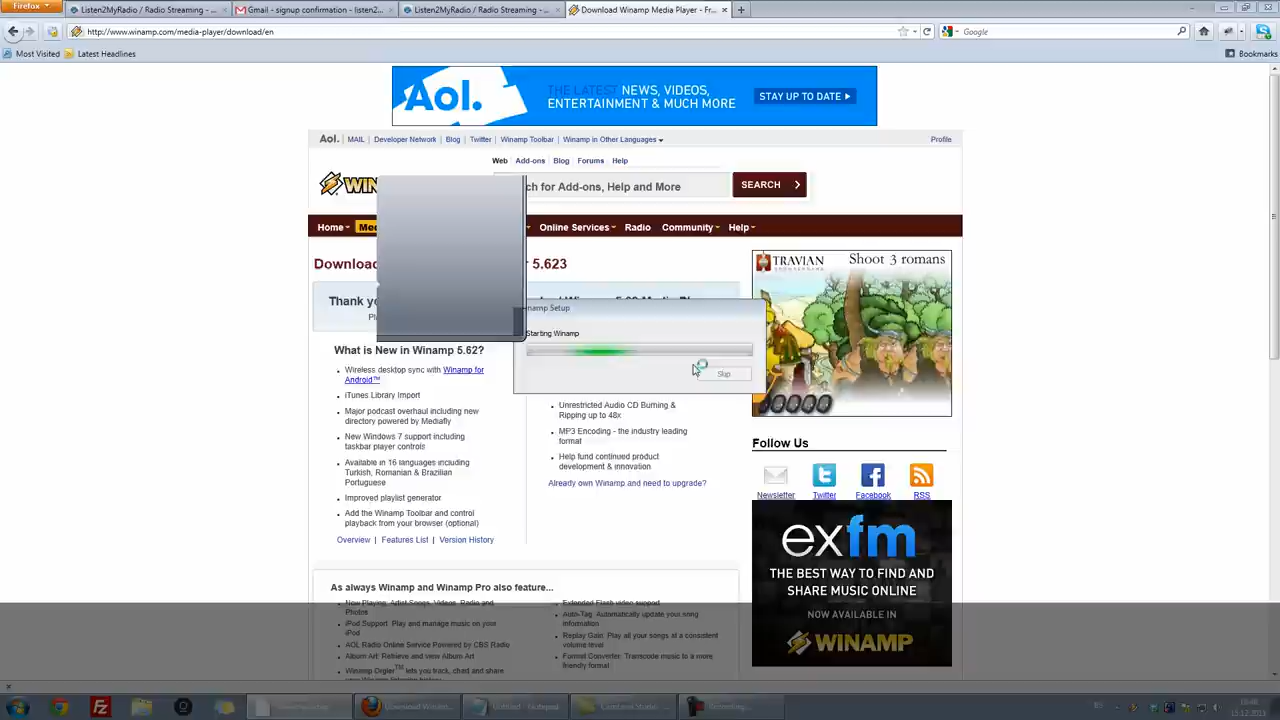 Firefox
Listen2MyRadio / Radio Streaming - ...
Gmail - signup confirmation - listen2...
Listen2MyRadio / Radio Streaming - ...
Download Winamp Media Player - Fr...
http://www.winamp.com/media-player/download/en
Google
Most Visited
Latest Headlines
Bookmarks
Aol.
THE LATEST NEWS, VIDEOS,
ENTERTAINMENT & MUCH MORE
STAY UP TO DATE
Aol.
MAIL
Developer Network
Blog
Twitter
Winamp Toolbar
Winamp in Other Languages
Profile
Web
Add-ons
Blog
Forums
Help
ch for Add-ons, Help and More
SEARCH
Home
Online Services
Radio
Community
Help
Download
5.623
Thank
TRAVIAN
Shoot 3 romans
What is New in Winamp 5.62?
Wireless desktop sync with Winamp for
Android™
iTunes Library Import
Major podcast overhaul including new
directory powered by Mediafly
New Windows 7 support including
taskbar player controls
Available in 16 languages including
Turkish, Romanian & Brazilian
Portuguese
Improved playlist generator
Add the Winamp Toolbar and control
playback from your browser (optional)
Overview | Features List | Version History
Setup
Starting Winamp
Skip
Unrestricted Audio CD Burning &
Ripping up to 48x
MP3 Encoding - the industry leading
format
Help fund continued product
development & innovation
Already own Winamp and need to upgrade?
Follow Us
Newsletter
Twitter
Facebook
RSS
exfm
THE BEST WAY TO FIND AND
SHARE MUSIC ONLINE
NOW AVAILABLE IN
WINAMP
As always Winamp and Winamp Pro also feature...
Now Playing: Artist Songs, Videos, Radio and
Photos
iPod Support: Play and manage music on your
iPod
AOL Radio Online Service Powered by CBS Radio
Album Art: Retrieve and view Album Art
Winamp Orgler™ lets you track, chart and share
Extended Flash video support
Auto-Tag: Automatically update your song
information
Replay Gain: Play all your songs at a consistent
volume level
Format Converter: Transcode music to a more
friendly format
Download Winam...
Untitled - Notepad
Camtasia Studio
Recording...